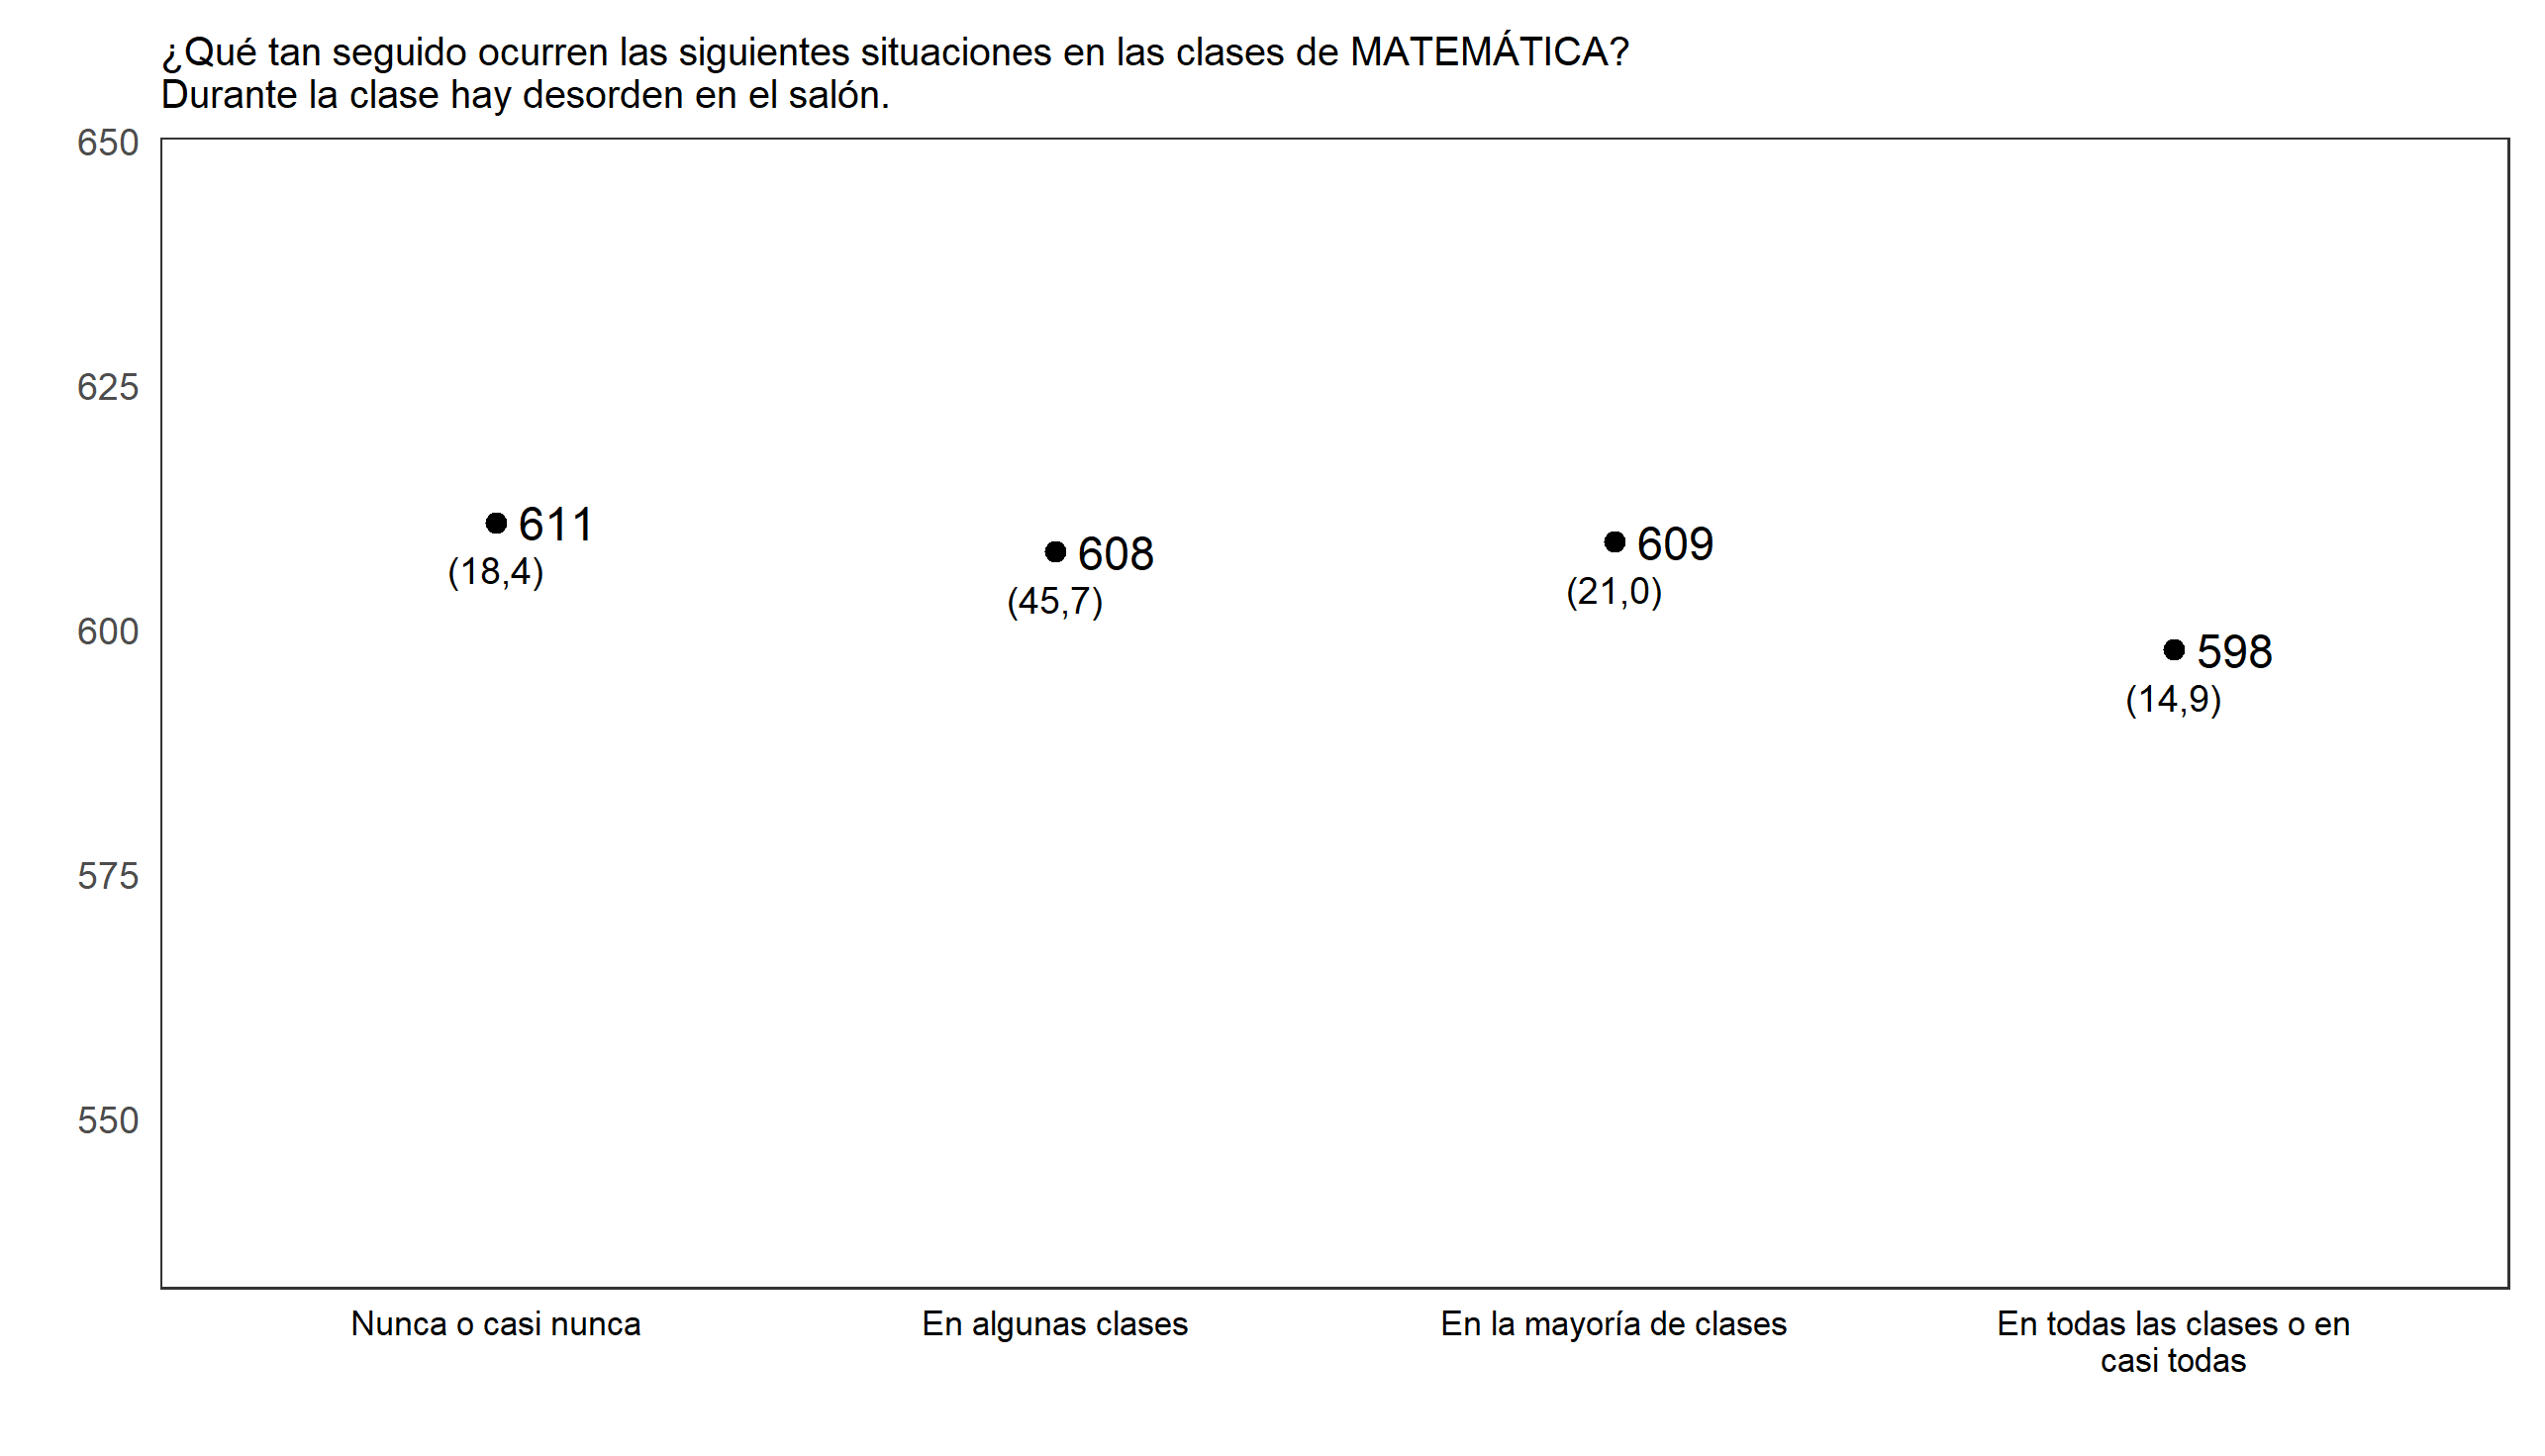 ¿Qué tan seguido ocurren las siguientes situaciones en las clases de MATEMÁTICA?
Durante la clase hay desorden en el salón.
650
625
600
575
550
611
(18,4)
608
(45,7)
609
(21,0)
598
(14,9)
Nunca o casi nunca
En algunas clases
En la mayoría de clases
En todas las clases o en
casi todas